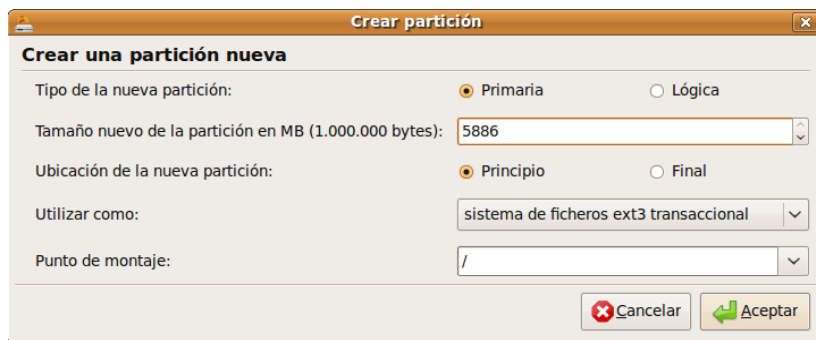 Crear partición
Crear una partición nueva
Tipo de la nueva partición: Primaria Lógica
Tamaño nuevo de la partición en MB (1.000.000 bytes): 5886
Ubicación de la nueva partición: Principio Final
Utilizar como: sistema de ficheros ext3 transaccional
Punto de montaje: /
Cancelar Aceptar